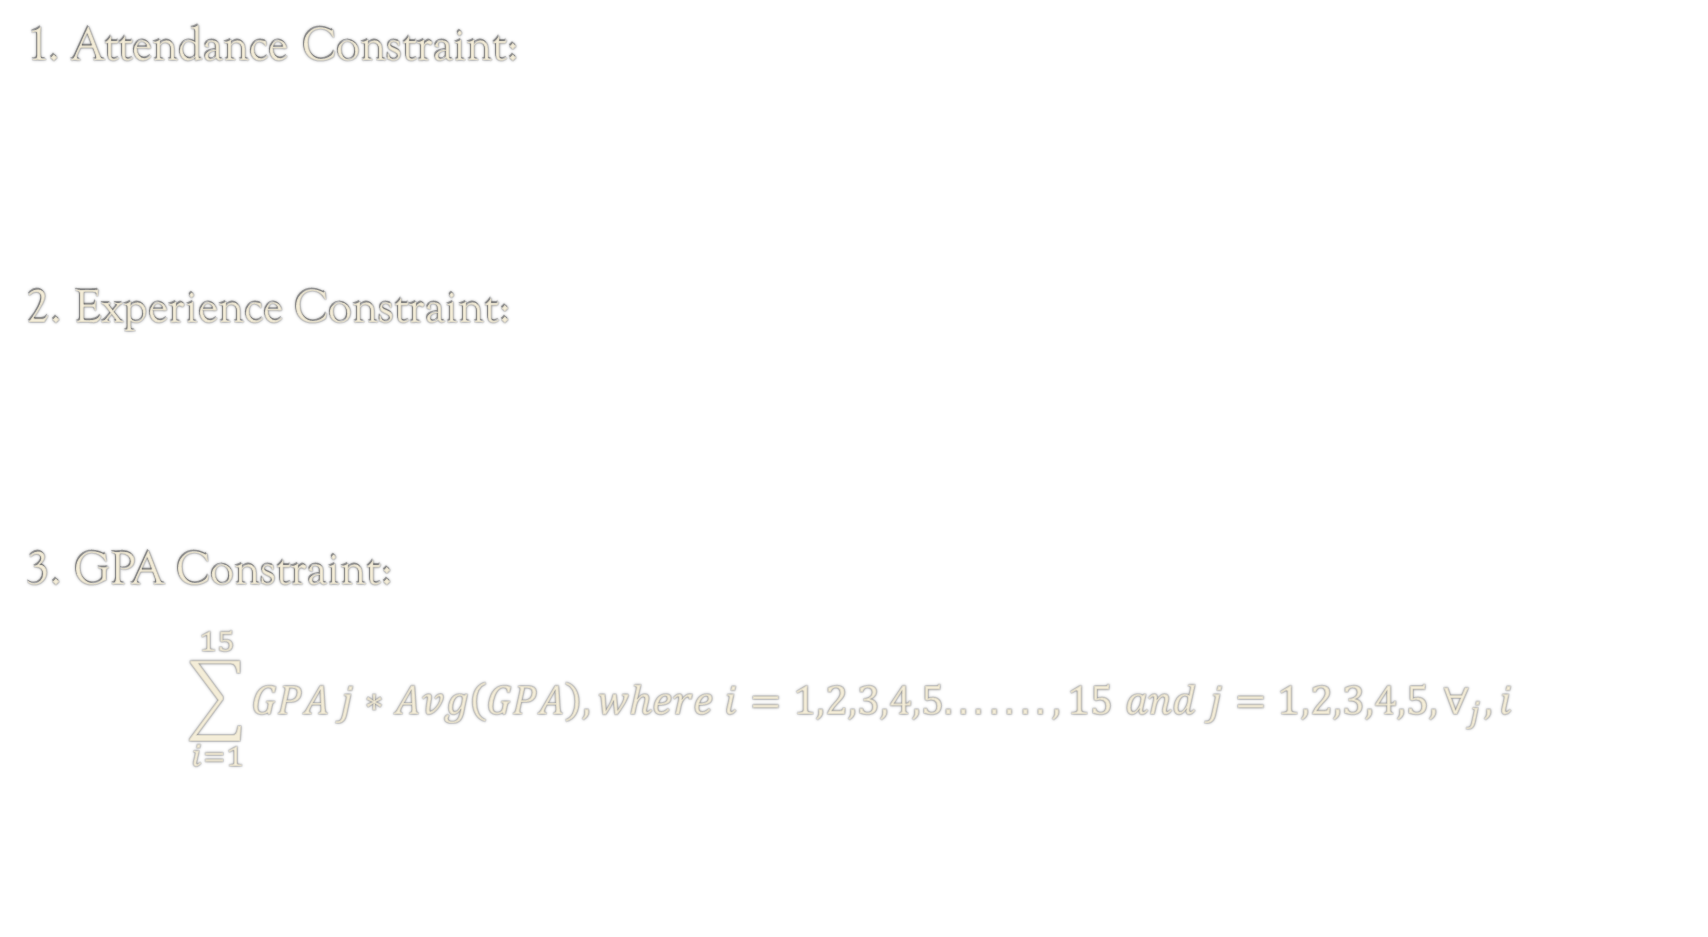 1. Attendance Constraint:
2. Experience Constraint:
3. GPA Constraint:
15
∑ GPA j ∗ Avg(GPA), where i = 1,2,3,4,5.......,15 and j = 1,2,3,4,5, ∀j, i
i=1